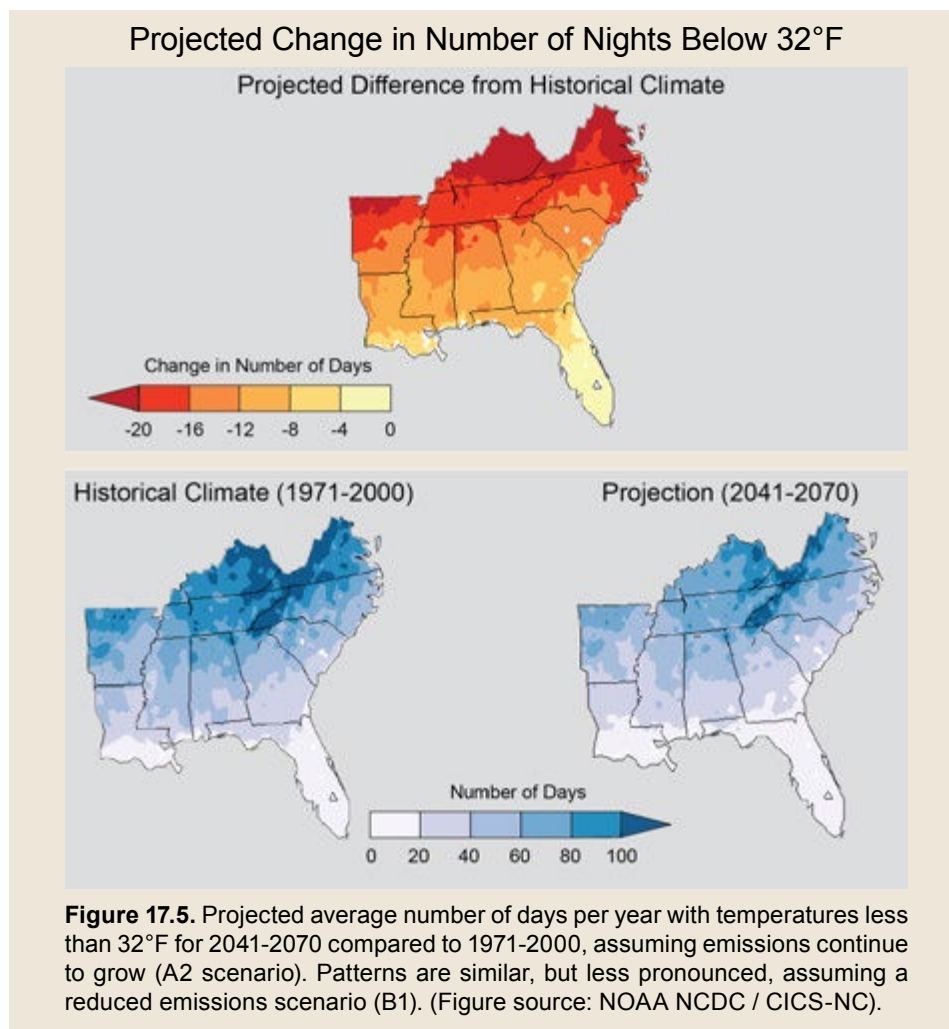 Projected Change in Number of Nights Below 32°F
Projected Difference from Historical Climate
Change in Number of Days
-20 -16 -12 -8 -4 0
Historical Climate (1971-2000)
Projection (2041-2070)
Number of Days
0 20 40 60 80 100
Figure 17.5. Projected average number of days per year with temperatures less
than 32°F for 2041-2070 compared to 1971-2000, assuming emissions continue
to grow (A2 scenario). Patterns are similar, but less pronounced, assuming a
reduced emissions scenario (B1). (Figure source: NOAA NCDC / CICS-NC).